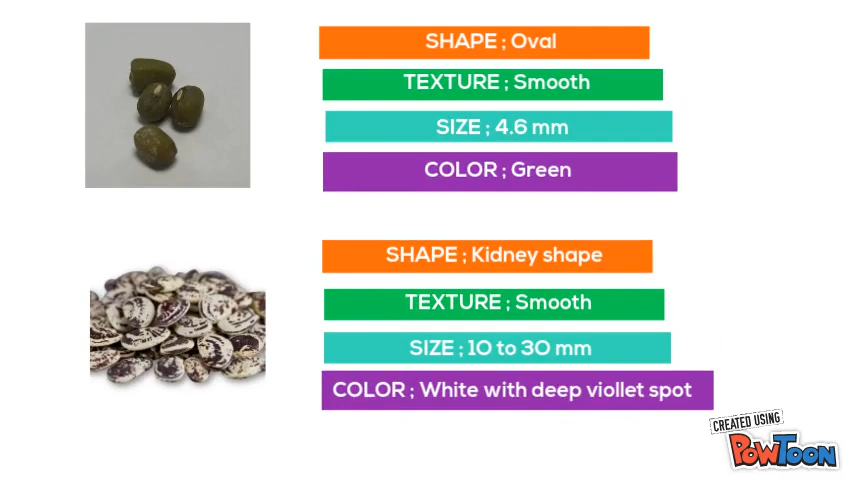 SHAPE ; Oval
TEXTURE ; Smooth
SIZE ; 4.6 mm
COLOR ; Green
SHAPE ; Kidney shape
TEXTURE ; Smooth
SIZE ; 10 to 30 mm
COLOR ; White with deep viollet spot
CREATED USING
POWTOON